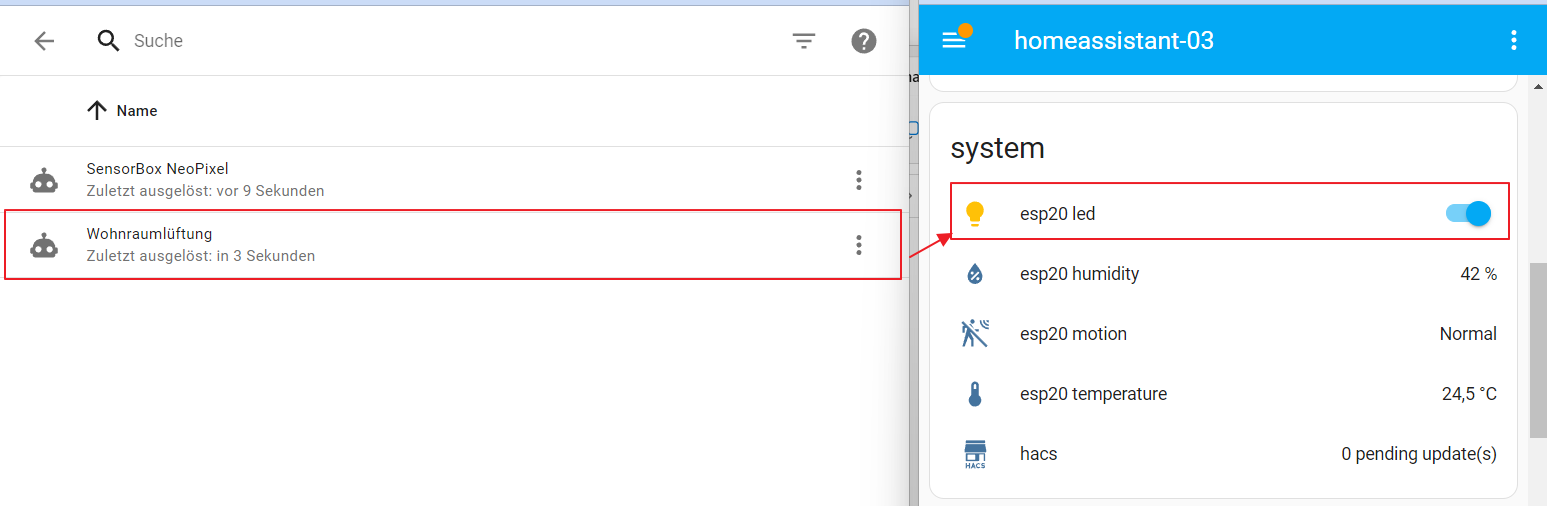 Suche
Name
SensorBox NeoPixel
Zuletzt ausgelöst: vor 9 Sekunden
Wohnraumlüftung
Zuletzt ausgelöst: in 3 Sekunden
homeassistant-03
system
esp20 led
esp20 humidity
42 %
esp20 motion
Normal
esp20 temperature
24,5 °C
HACS
hacs
0 pending update(s)